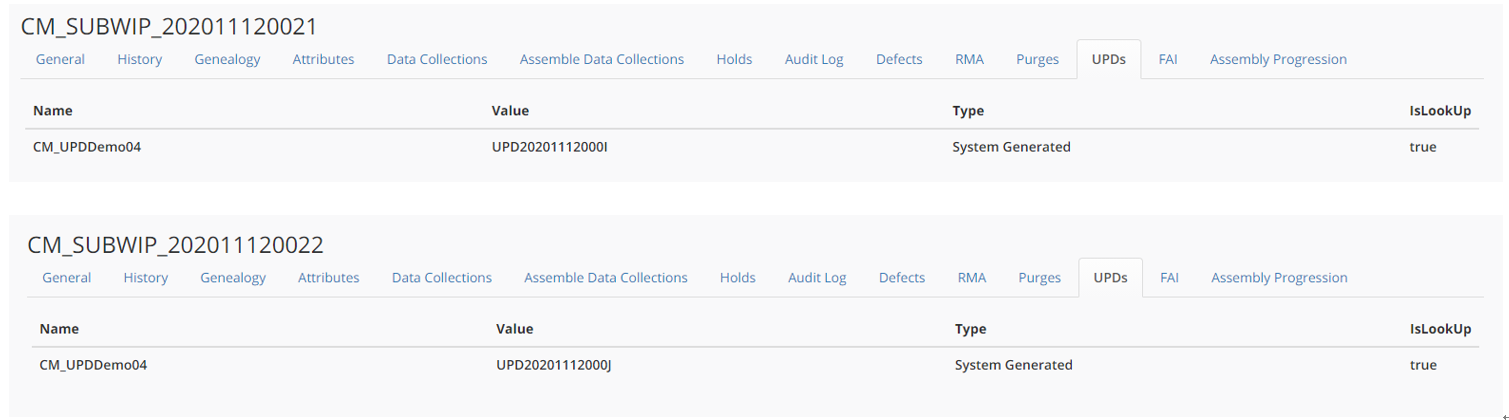 CM_SUBWIP_202011120021
General History Genealogy Attributes Data Collections Assemble Data Collections Holds Audit Log Defects RMA Purges UPDs FAI Assembly Progression
Name Value Type IsLookUp
CM_UPDDemo04 UPD20201112000I System Generated true
CM_SUBWIP_202011120022
General History Genealogy Attributes Data Collections Assemble Data Collections Holds Audit Log Defects RMA Purges UPDs FAI Assembly Progression
Name Value Type IsLookUp
CM_UPDDemo04 UPD20201112000J System Generated true